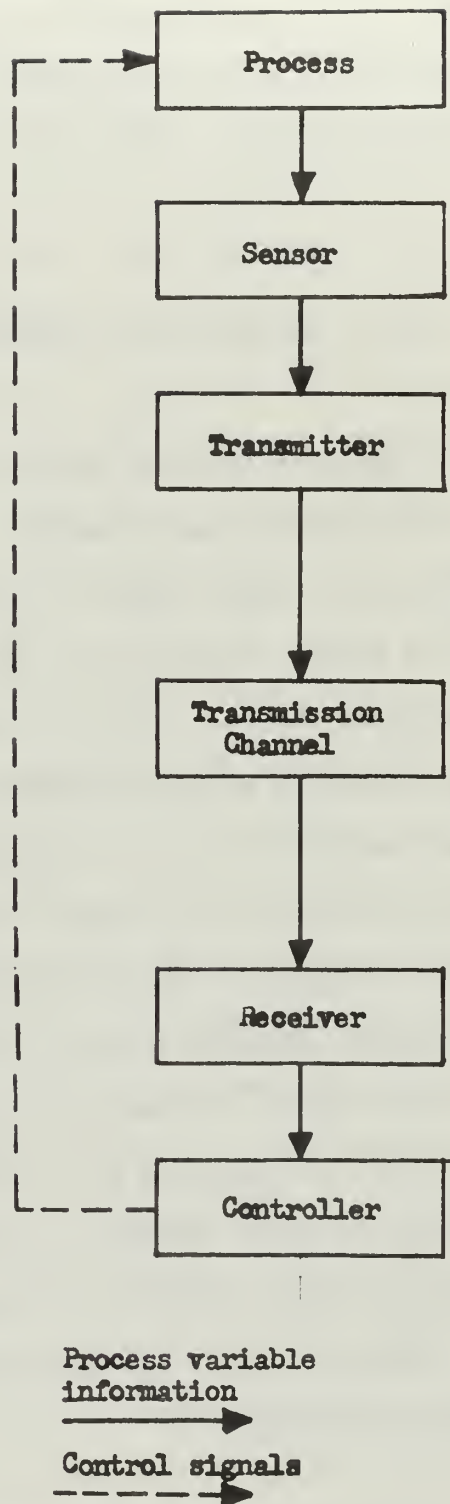 Process
Sensor
Transmitter
Transmission
Channel
Receiver
Controller
Process variable
information
Control signals